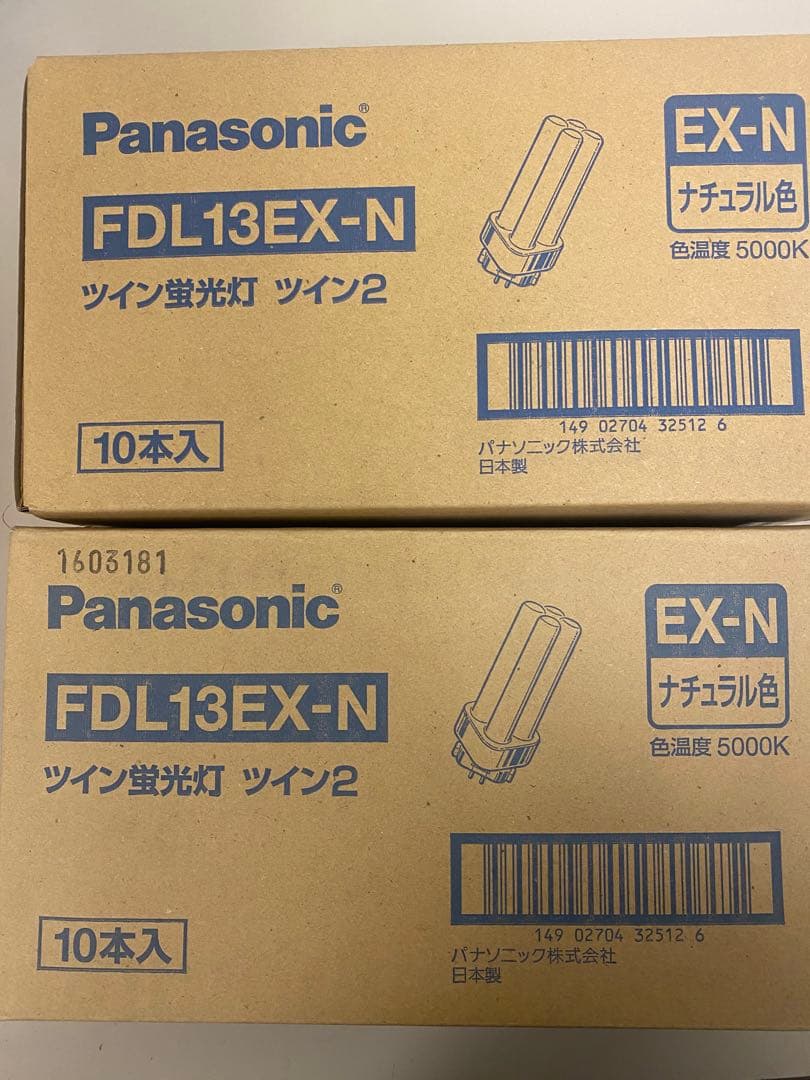 Panasonic®
FDL13EX-N
ツイン蛍光灯 ツイン2
10本入
EX-N
ナチュラル色
色温度 5000K
149 02704 32512 6
パナソニック株式会社
日本製
1603181
Panasonic®
FDL13EX-N
ツイン蛍光灯 ツイン2
10本入
EX-N
ナチュラル色
色温度 5000K
149 02704 32512 6
パナソニック株式会社
日本製